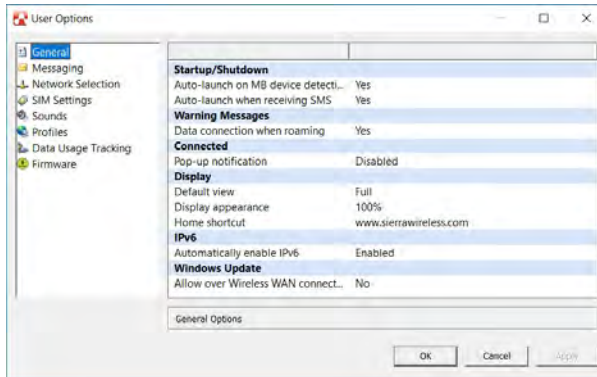 User Options
General
Messaging
Network Selection
SIM Settings
Sounds
Profiles
Data Usage Tracking
Firmware
Startup/Shutdown
Auto-launch on MB device detecti... Yes
Auto-launch when receiving SMS Yes
Warning Messages
Data connection when roaming Yes
Connected
Pop-up notification Disabled
Display
Default view Full
Display appearance 100%
Home shortcut www.sierrawireless.com
IPv6
Automatically enable IPv6 Enabled
Windows Update
Allow over Wireless WAN connect... No
General Options
OK Cancel Apply